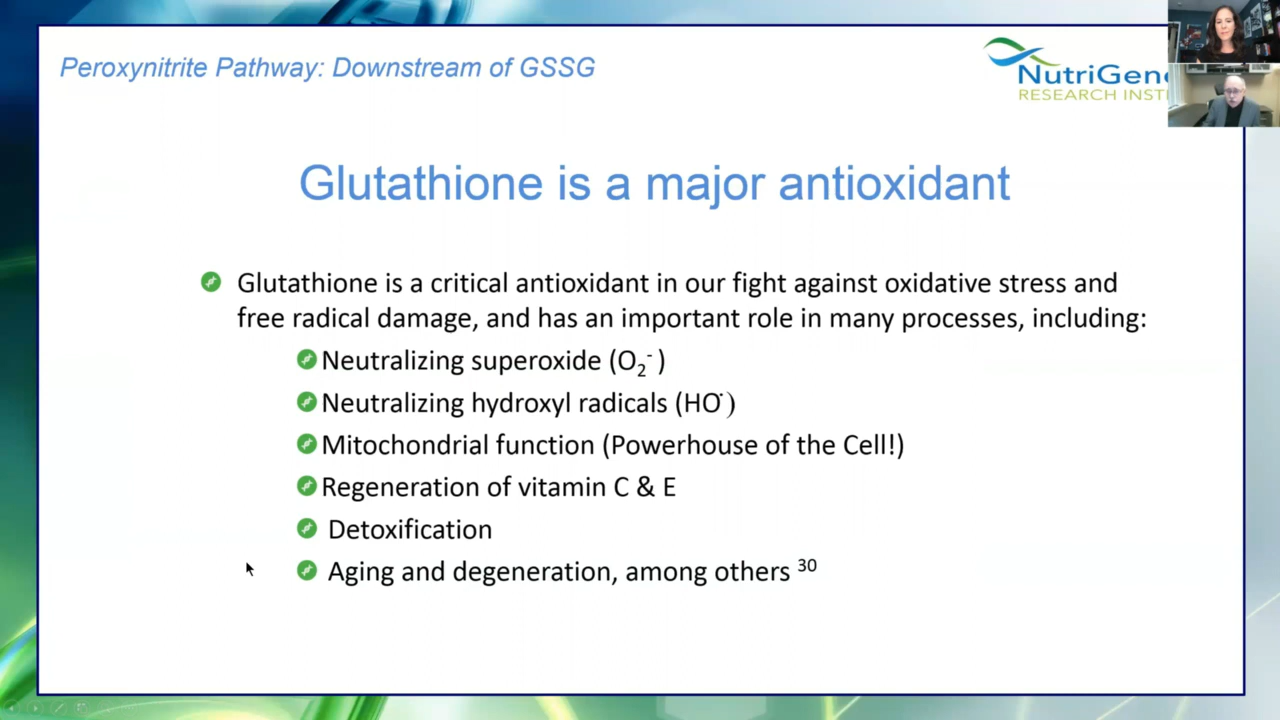 Peroxynitrite Pathway: Downstream of GSSG
NutriGen
RESEARCH INST
Glutathione is a major antioxidant
Glutathione is a critical antioxidant in our fight against oxidative stress and
free radical damage, and has an important role in many processes, including:
Neutralizing superoxide (O₂⁻ )
Neutralizing hydroxyl radicals (HO˙)
Mitochondrial function (Powerhouse of the Cell!)
Regeneration of vitamin C & E
Detoxification
Aging and degeneration, among others ³⁰